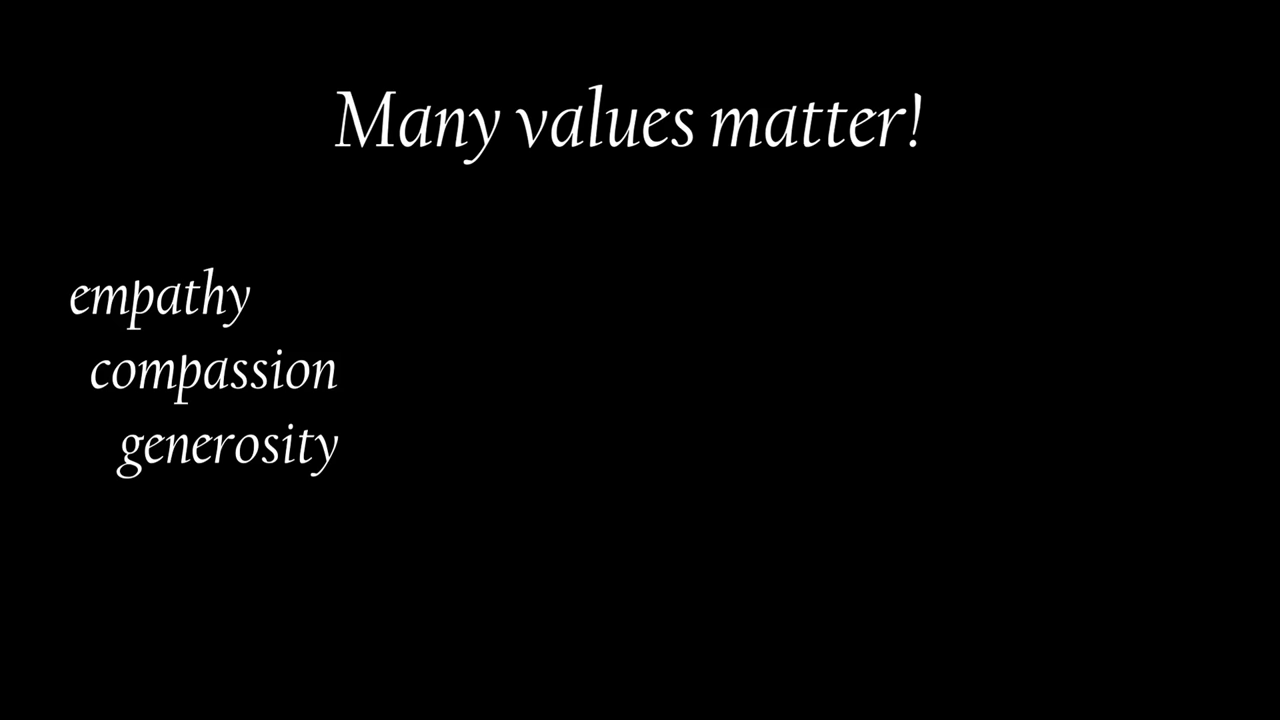 Many values matter!
empathy
compassion
generosity